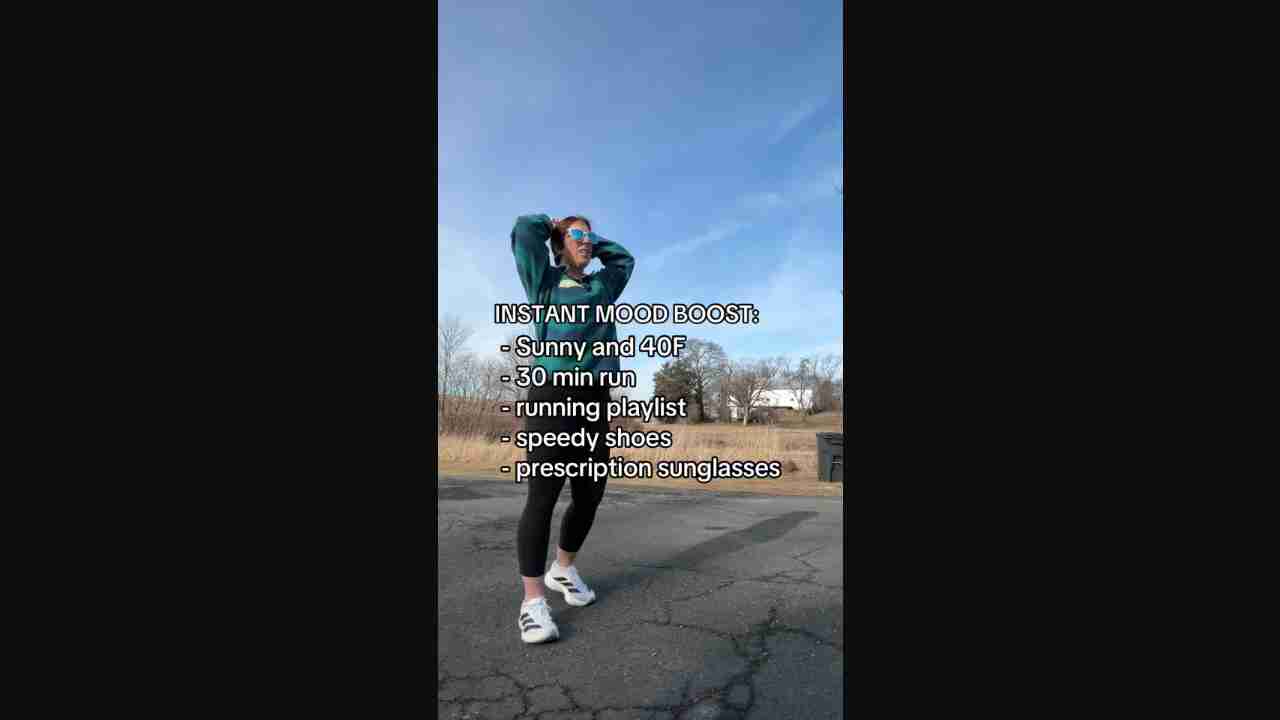 INSTANT MOOD BOOST:
- Sunny and 40F
- 30 min run
- running playlist
- speedy shoes
- prescription sunglasses